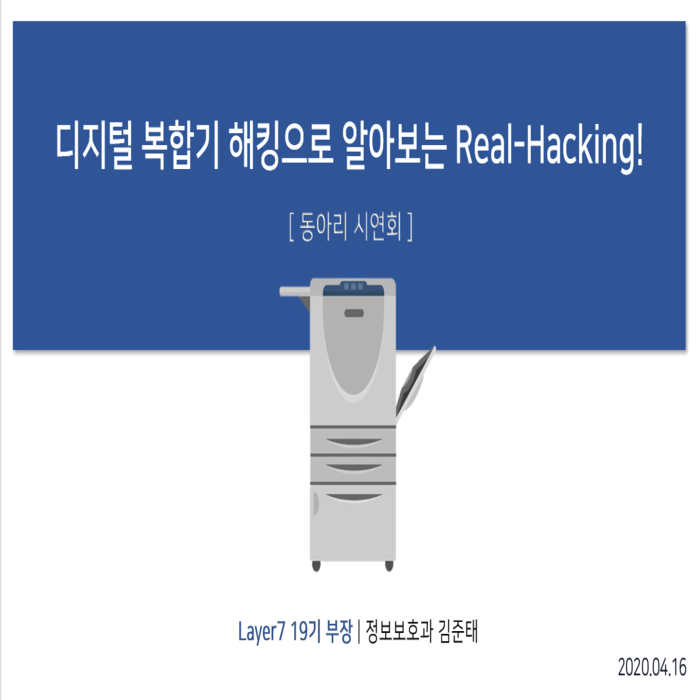 디지털 복합기 해킹으로 알아보는 Real-Hacking!
[ 동아리 시연회 ]
Layer7 19기 부장 | 정보보호과 김준태
2020.04.16